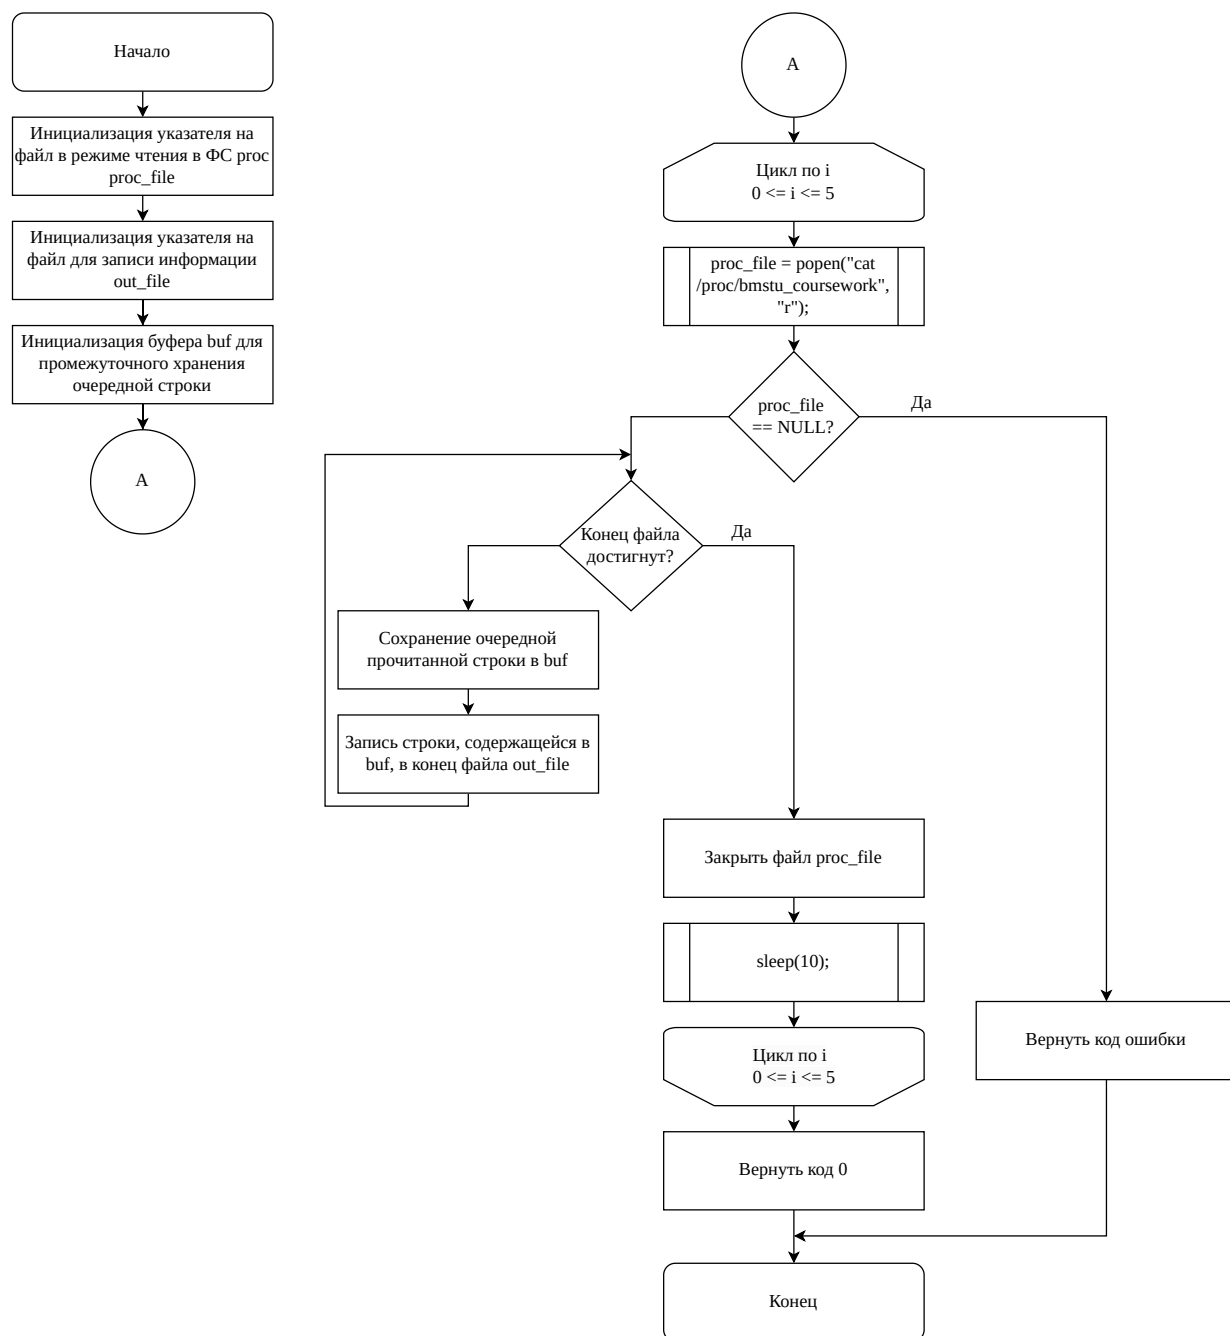 Начало
Инициализация указателя на
файл в режиме чтения в ФС proc
proc_file
Инициализация указателя на
файл для записи информации
out_file
Инициализация буфера buf для
промежуточного хранения
очередной строки
A
A
Цикл по i
0 <= i <= 5
proc_file = popen("cat
/proc/bmstu_coursework",
"r");
proc_file
== NULL?
Да
Конец файла
достигнут?
Да
Сохранение очередной
прочитанной строки в buf
Запись строки, содержащейся в
buf, в конец файла out_file
Закрыть файл proc_file
sleep(10);
Вернуть код ошибки
Цикл по i
0 <= i <= 5
Вернуть код 0
Конец